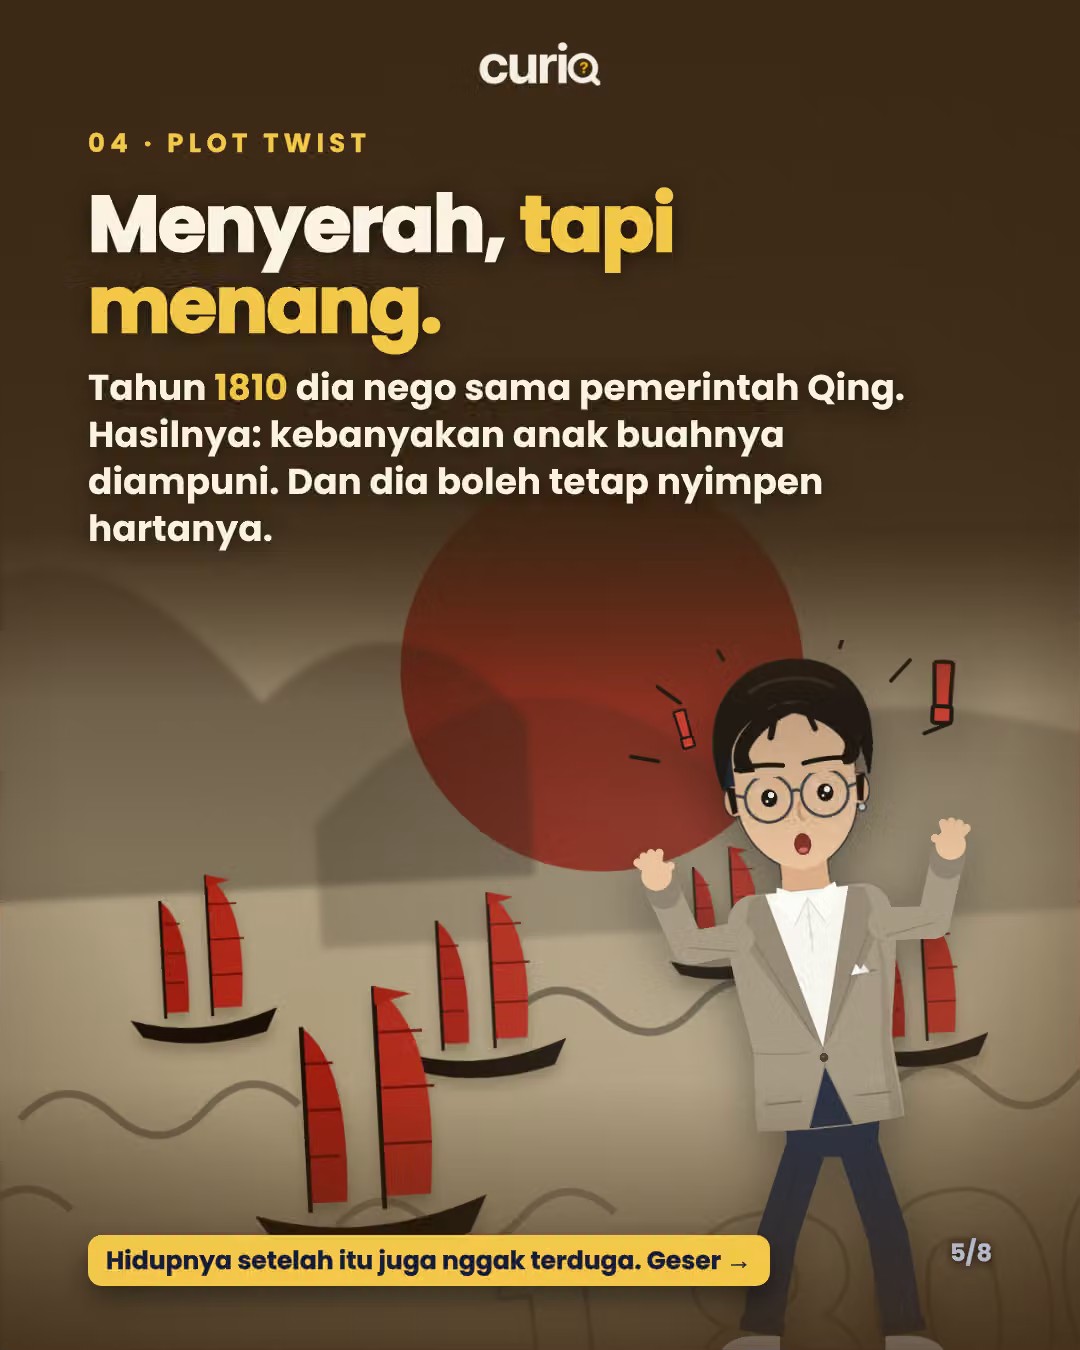 curiQ
04 · PLOT TWIST
Menyerah, tapi
menang.
Tahun 1810 dia nego sama pemerintah Qing.
Hasilnya: kebanyakan anak buahnya
diampuni. Dan dia boleh tetap nyimpen
hartanya.
Hidupnya setelah itu juga nggak terduga. Geser →
5/8